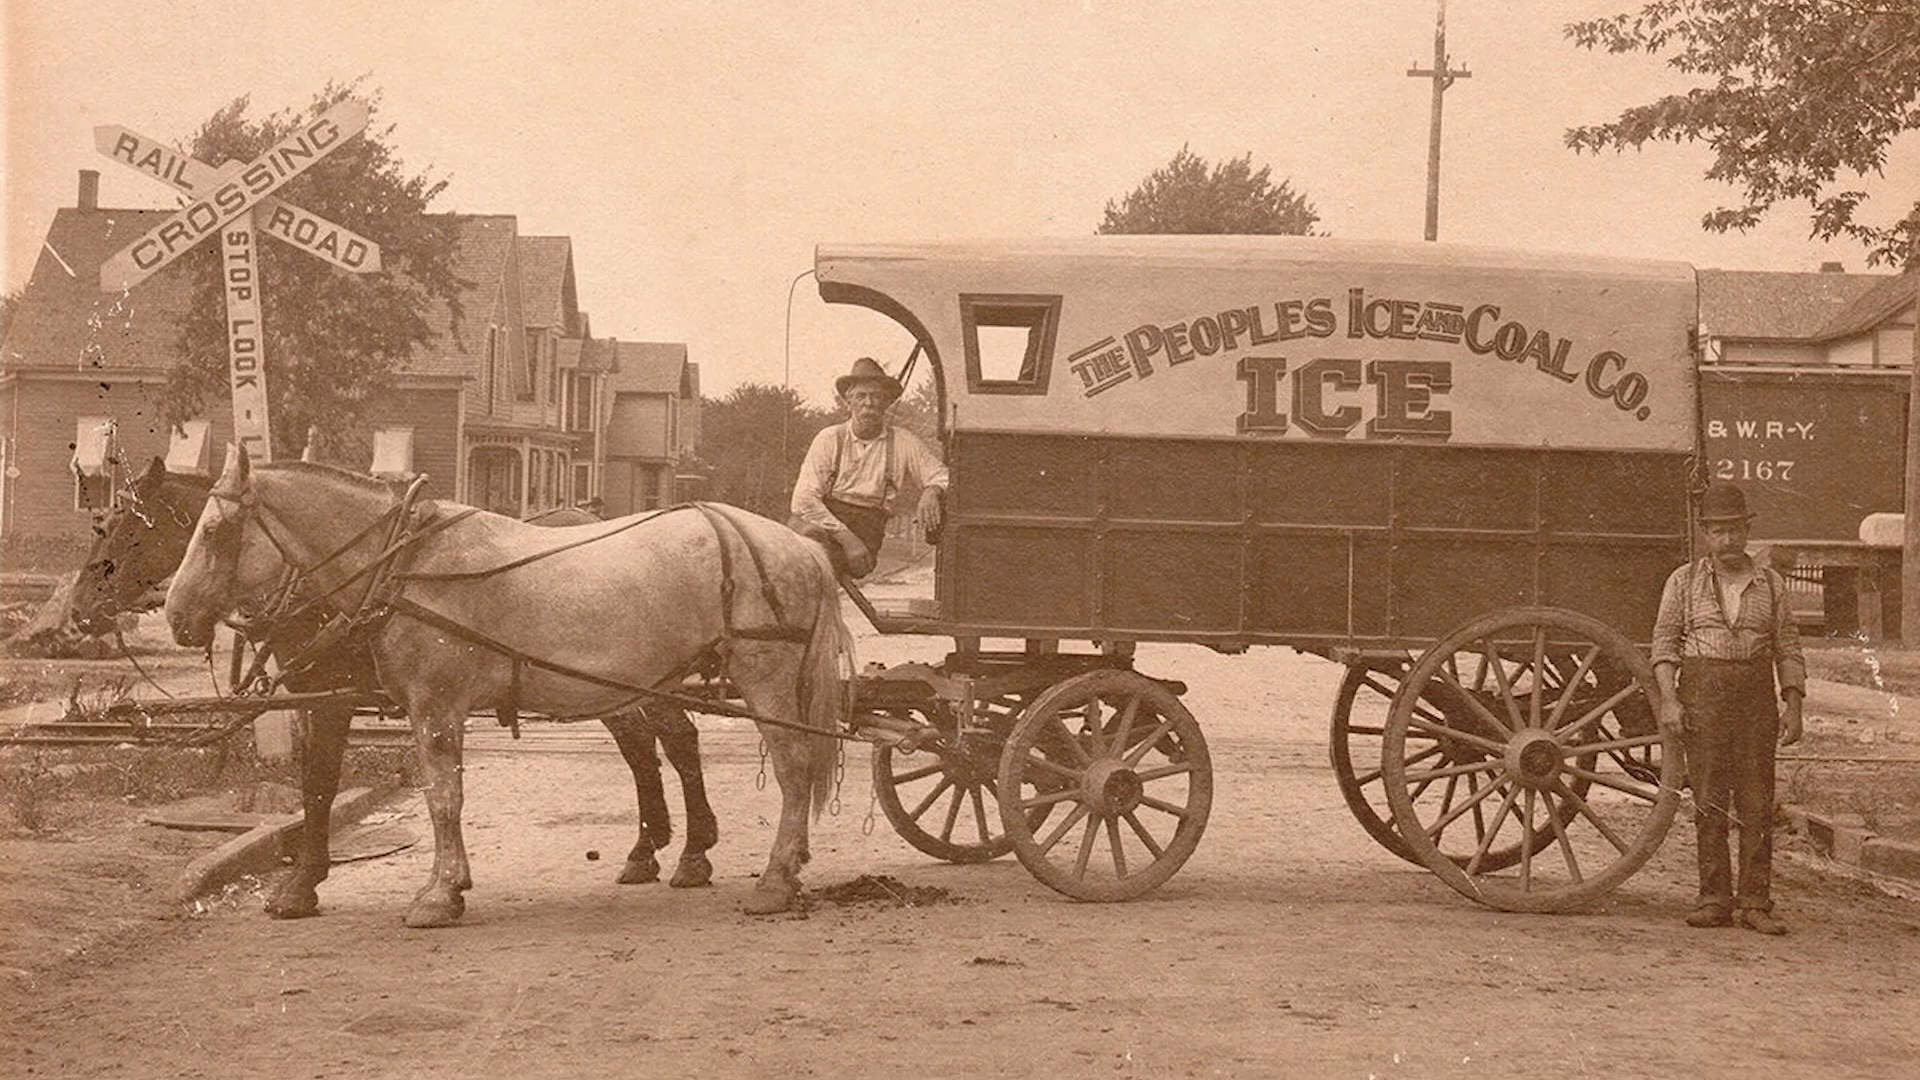 RAIL ROAD
CROSSING
STOP LOOK -
THE PEOPLES ICE AND COAL CO.
ICE
& W. R-Y.
2167